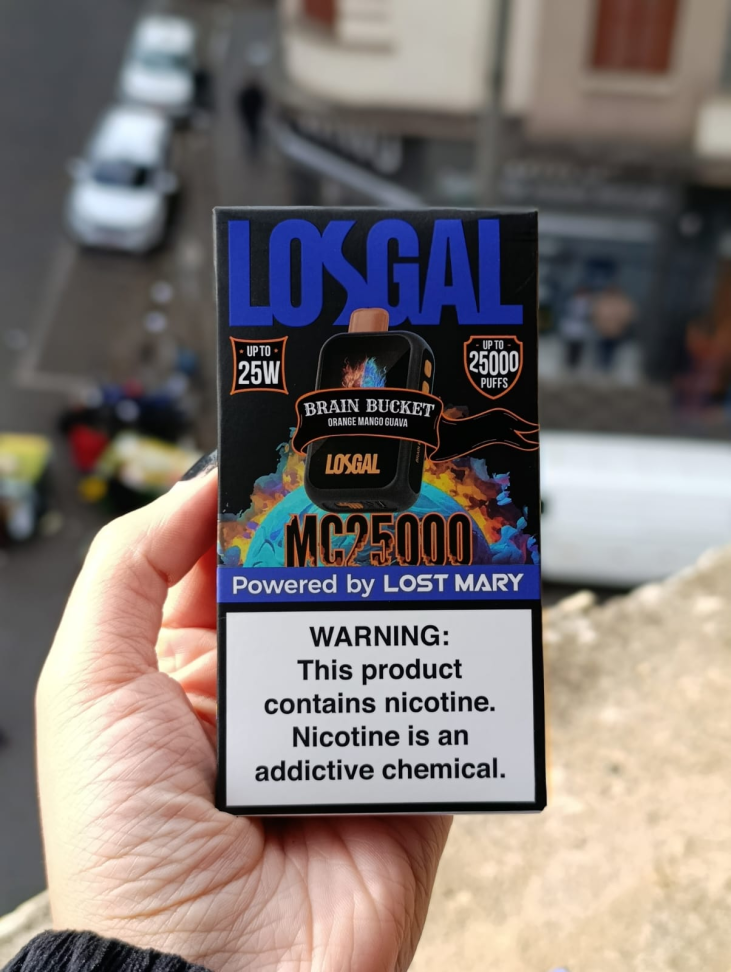 LOSGAL
UP TO
25W
UP TO
25000
PUFFS
BRAIN BUCKET
ORANGE MANGO GUAVA
LOSGAL
MC25000
Powered by LOST MARY
WARNING:
This product
contains nicotine.
Nicotine is an
addictive chemical.